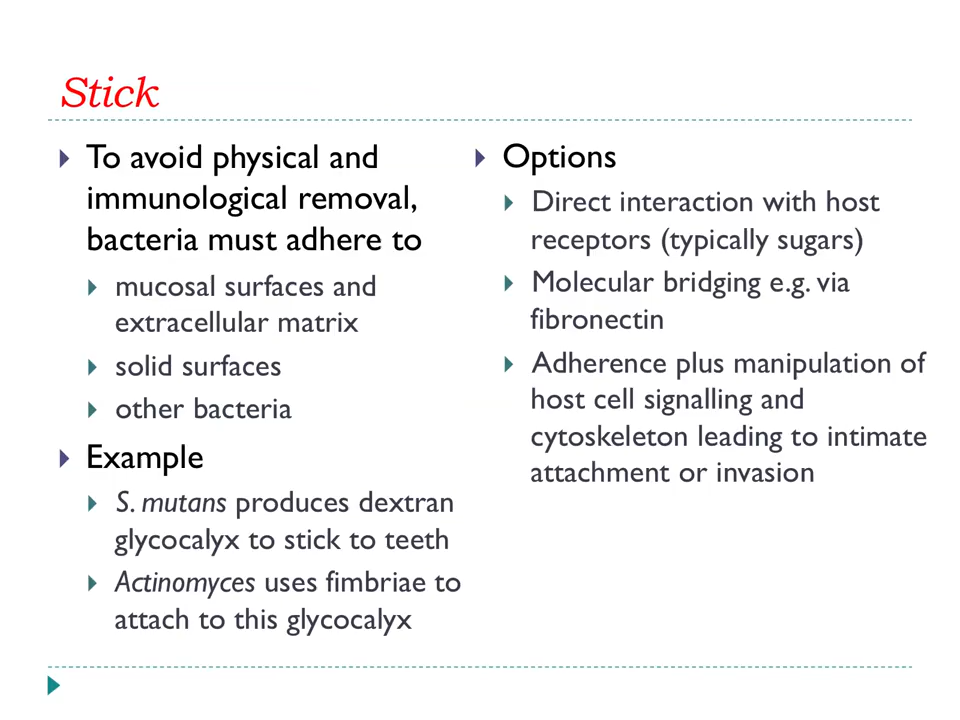 Stick
To avoid physical and
immunological removal,
bacteria must adhere to
mucosal surfaces and
extracellular matrix
solid surfaces
other bacteria
Example
S. mutans produces dextran
glycocalyx to stick to teeth
Actinomyces uses fimbriae to
attach to this glycocalyx
Options
Direct interaction with host
receptors (typically sugars)
Molecular bridging e.g. via
fibronectin
Adherence plus manipulation of
host cell signalling and
cytoskeleton leading to intimate
attachment or invasion